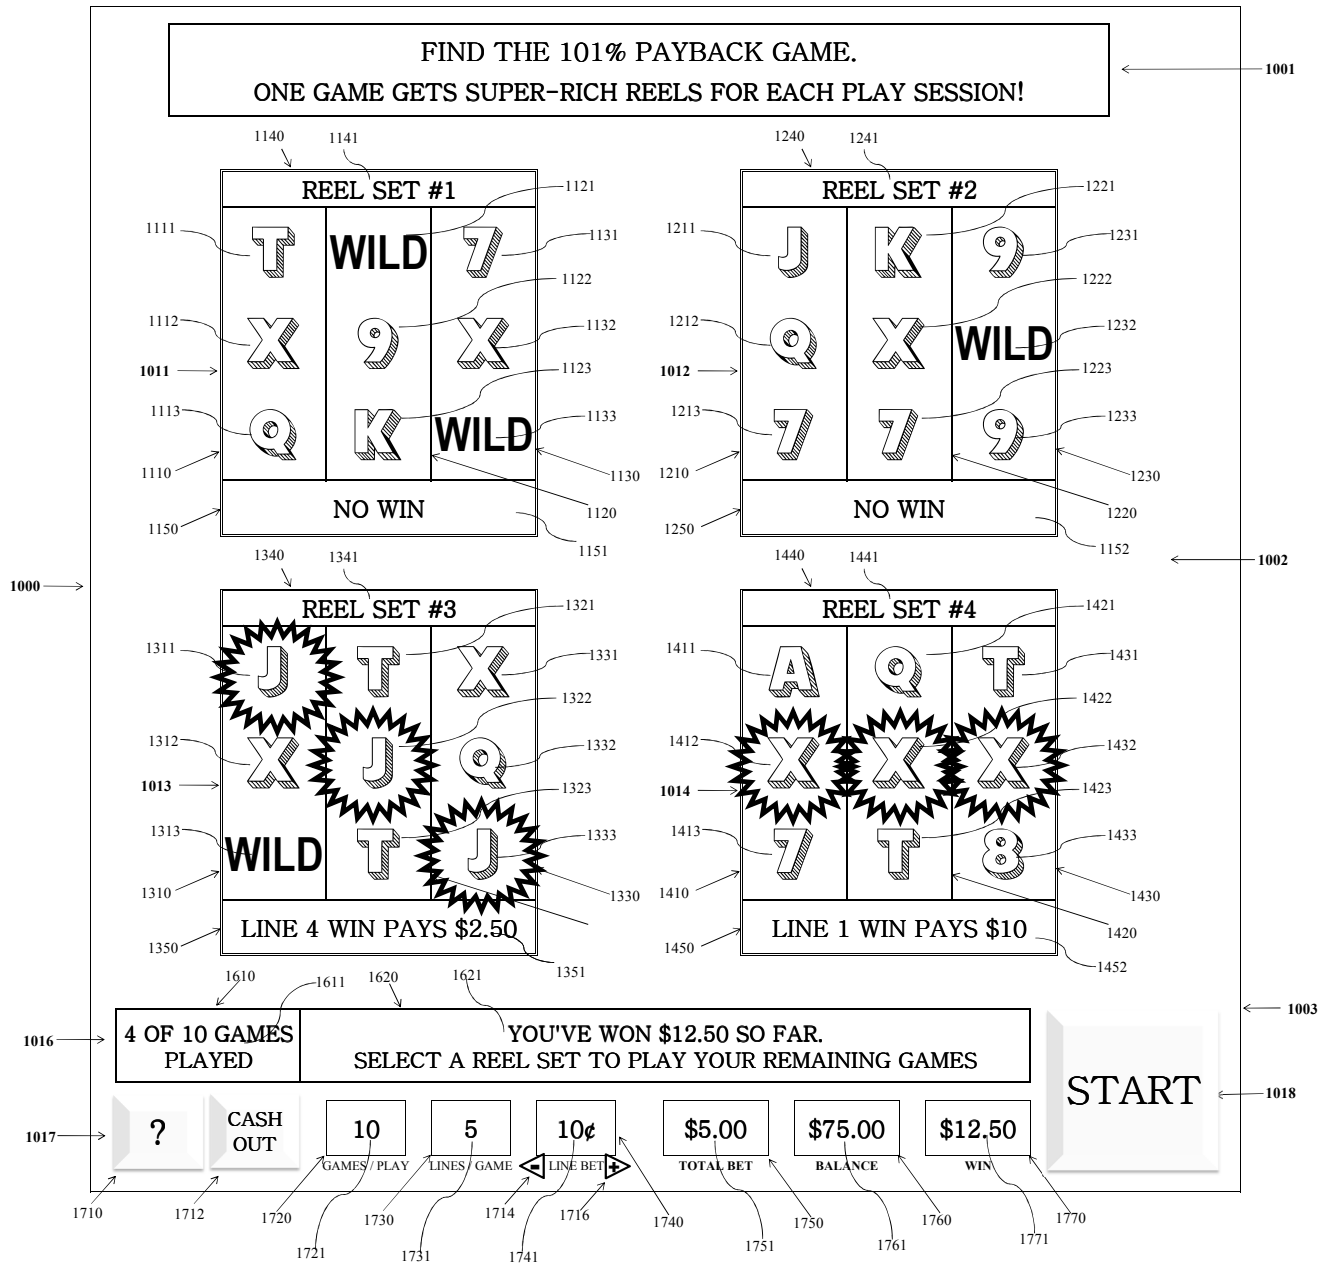 FIND THE 101% PAYBACK GAME.
ONE GAME GETS SUPER-RICH REELS FOR EACH PLAY SESSION!
1001
1140 1141 1240 1241
REEL SET #1 1121 REEL SET #2 1221
1111 T WILD 7 1131 1211 J K 9 1231
1122 1222
1112 X 9 X 1132 1212 Q X WILD 1232
1011 1123 1012 1223
1113 Q K WILD 1133 1213 7 7 9 1233
1110 1130 1210 1230
1150 NO WIN 1120 1250 NO WIN 1220
1151 1152
1340 1341 1440 1441 1002
1000
REEL SET #3 1321 REEL SET #4 1421
1311 J T X 1331 1411 A Q T 1431
1322 1422
1312 X J Q 1332 1412 X X X 1432
1013 1323 1014 1423
1313 WILD T J 1333 1413 7 T 8 1433
1310 1330 1410 1430
1350 LINE 4 WIN PAYS $2.50 1450 LINE 1 WIN PAYS $10 1420
1351 1452
1610 1611 1620 1621
1003
1016 4 OF 10 GAMES PLAYED
YOU'VE WON $12.50 SO FAR.
SELECT A REEL SET TO PLAY YOUR REMAINING GAMES
START 1018
1017 ? CASH OUT 10 5 10¢ $5.00 $75.00 $12.50
GAMES / PLAY LINES / GAME - LINE BET + TOTAL BET BALANCE WIN
1710 1712 1720 1730 1714 1716 1740 1750 1760 1770
1721 1731 1741 1751 1761 1771